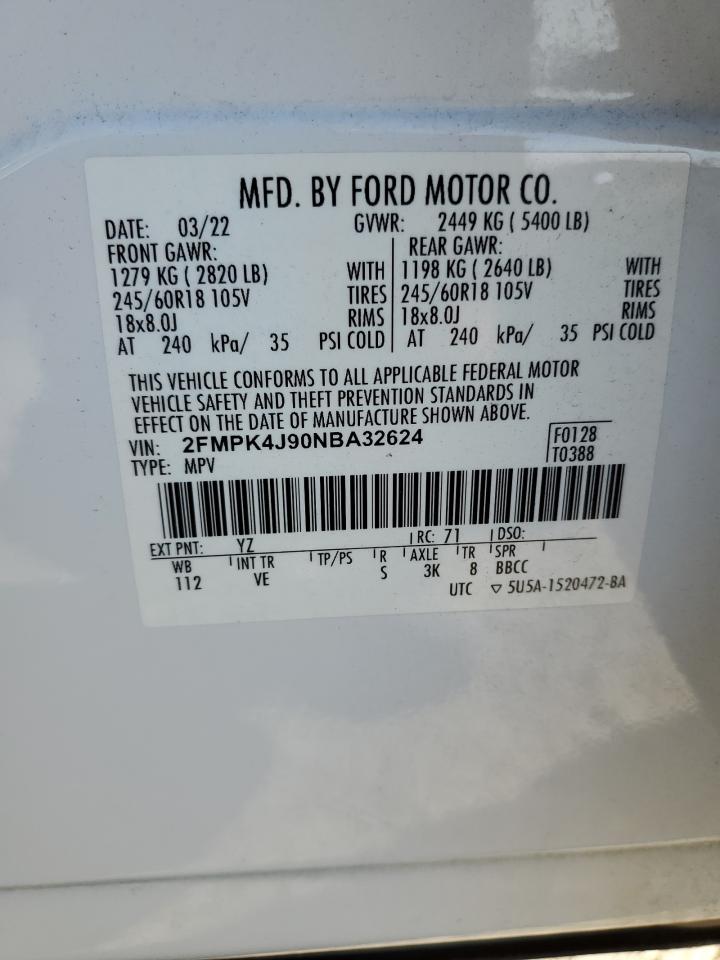 MFD. BY FORD MOTOR CO.
DATE: 03/22 GVWR: 2449 KG ( 5400 LB)
FRONT GAWR: REAR GAWR:
1279 KG ( 2820 LB) WITH 1198 KG ( 2640 LB) WITH
245/60R18 105V TIRES 245/60R18 105V TIRES
18x8.0J RIMS 18x8.0J RIMS
AT 240 kPa/ 35 PSI COLD AT 240 kPa/ 35 PSI COLD
THIS VEHICLE CONFORMS TO ALL APPLICABLE FEDERAL MOTOR
VEHICLE SAFETY AND THEFT PREVENTION STANDARDS IN
EFFECT ON THE DATE OF MANUFACTURE SHOWN ABOVE.
VIN: 2FMPK4J90NBA32624 F0128
TYPE: MPV T0388
EXT PNT: YZ RC: 71 DSO:
WB INT TR TP/PS R AXLE TR SPR
112 VE S 3K 8 BBCC
UTC ▽ 5U5A-1520472-BA